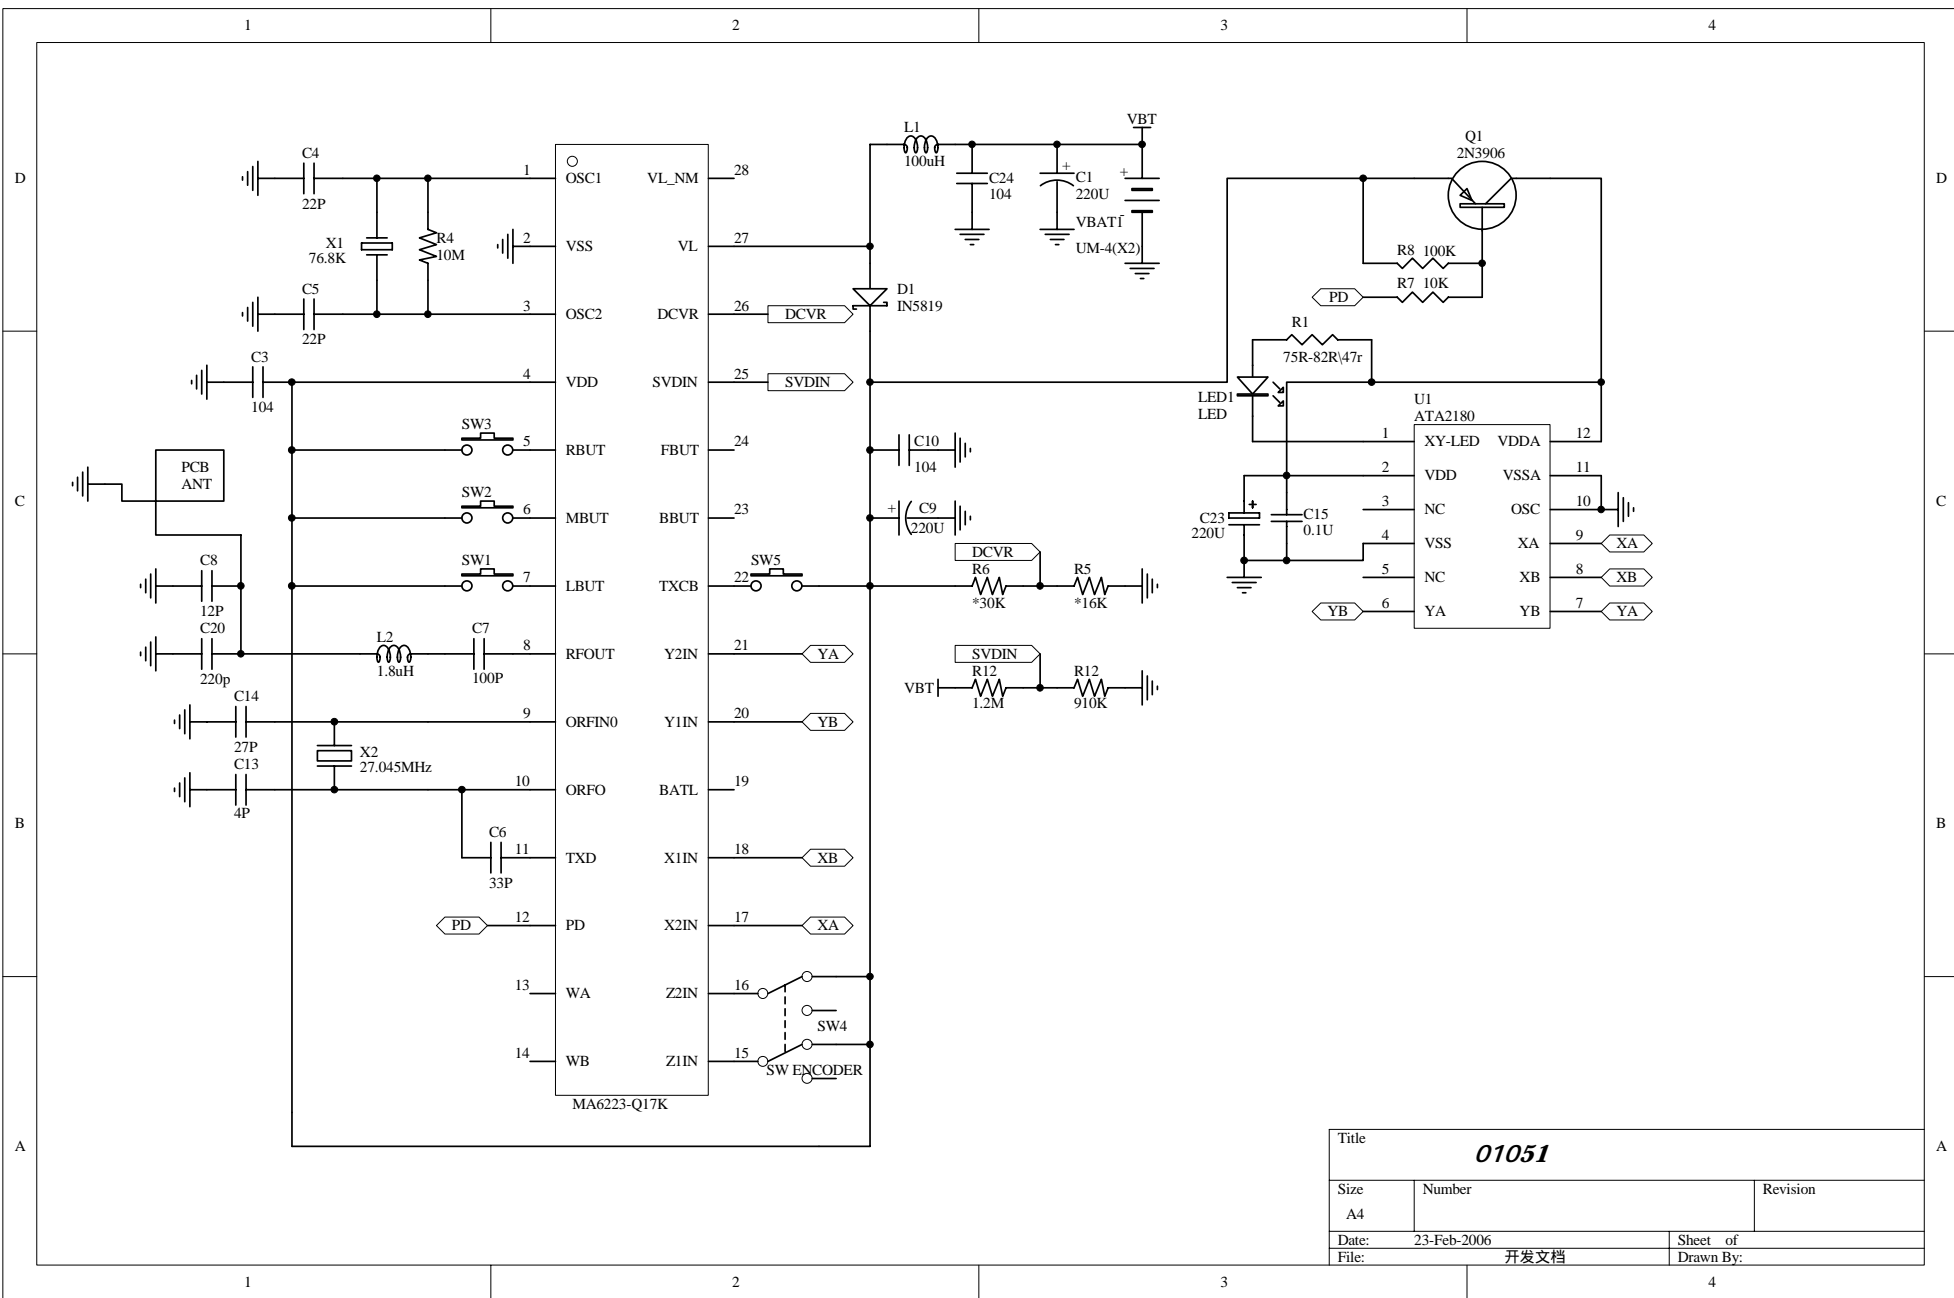 1 2 3 4
D D
C C
B B
A A
C4
22P
X1
76.8K
R4
10M
C5
22P
C3
104
PCB
ANT
SW3
SW2
SW1
C8
12P
C20
220p
L2
1.8uH
C7
100P
C14
27P
C13
4P
X2
27.045MHz
C6
33P
PD
1 OSC1
2 VSS
3 OSC2
4 VDD
5 RBUT
6 MBUT
7 LBUT
8 RFOUT
9 ORFIN0
10 ORFO
11 TXD
12 PD
13 WA
14 WB
VL_NM 28
VL 27
DCVR 26 DCVR
SVDIN 25 SVDIN
FBUT 24
BBUT 23
TXCB 22
Y2IN 21 YA
Y1IN 20 YB
BATL 19
X1IN 18 XB
X2IN 17 XA
Z2IN 16
Z1IN 15
MA6223-Q17K
SW5
SW4
SW ENCODER
L1
100uH
C24
104
+
C1
220U
VBT
+
-
VBAT1
UM-4(X2)
D1
IN5819
C10
104
+ C9
220U
DCVR
R6
*30K
R5
*16K
SVDIN
VBT
R12
1.2M
R12
910K
Q1
2N3906
R8 100K
R7 10K
PD
R1
75R-82R\47r
LED1
LED
C23
220U
+
C15
0.1U
U1
ATA2180
1 XY-LED VDDA 12
2 VDD VSSA 11
3 NC OSC 10
4 VSS XA 9 XA
5 NC XB 8 XB
YB 6 YA YB 7 YA
Title
01051
Size Number Revision
A4
Date: 23-Feb-2006 Sheet of
File: 开发文档 Drawn By:
1 2 3 4